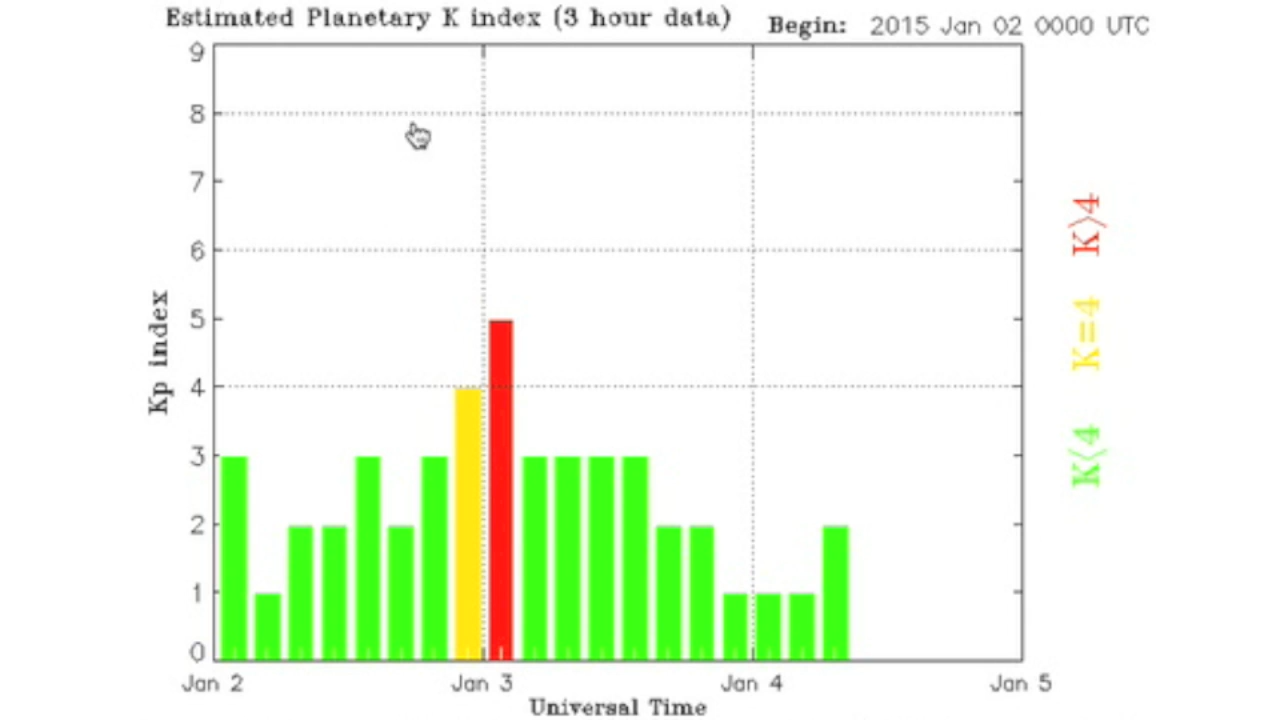 Estimated Planetary K index (3 hour data) Begin: 2015 Jan 02 0000 UTC
9
8
7
6
5
4
3
2
1
0
Kp index
K>4
K=4
K<4
Jan 2 Jan 3 Jan 4 Jan 5
Universal Time